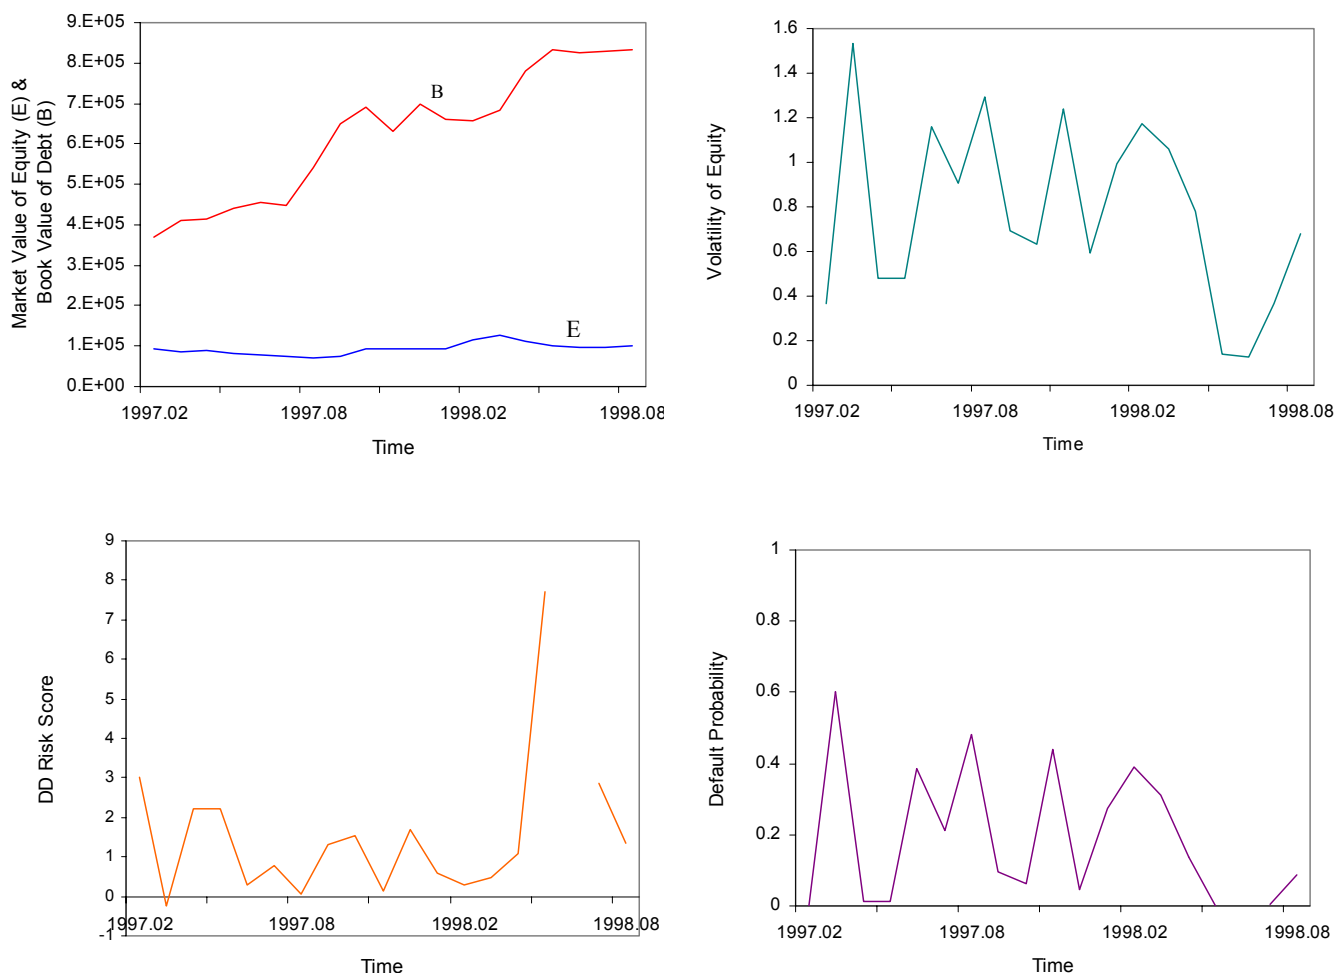 Market Value of Equity (E) &
Book Value of Debt (B)
9.E+05
8.E+05
7.E+05
6.E+05
5.E+05
4.E+05
3.E+05
2.E+05
1.E+05
0.E+00
B
E
1997.02 1997.08 1998.02 1998.08
Time
Volatility of Equity
1.6
1.4
1.2
1
0.8
0.6
0.4
0.2
0
1997.02 1997.08 1998.02 1998.08
Time
DD Risk Score
9
8
7
6
5
4
3
2
1
0
-1
1997.02 1997.08 1998.02 1998.08
Time
Default Probability
1
0.8
0.6
0.4
0.2
0
1997.02 1997.08 1998.02 1998.08
Time